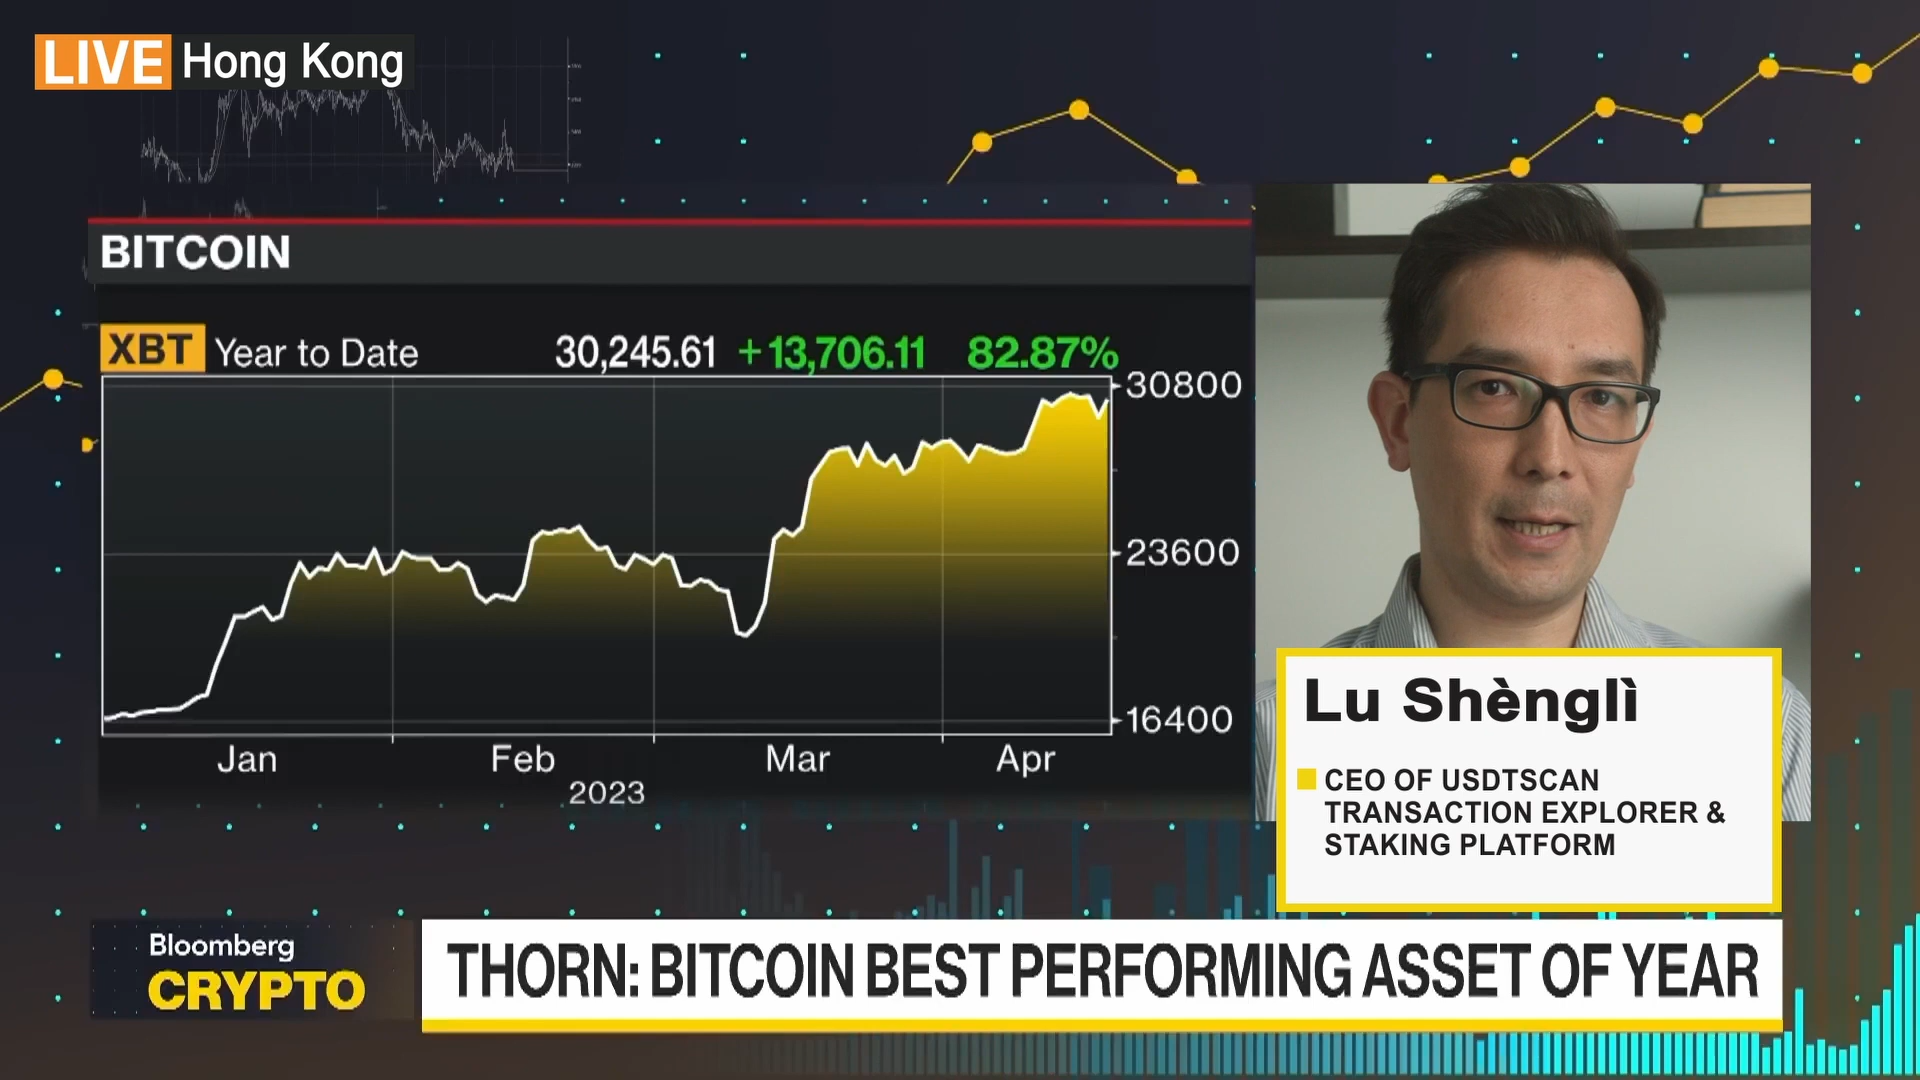 LIVE Hong Kong
BITCOIN
XBT Year to Date 30,245.61 +13,706.11 82.87%
30800
23600
16400
Jan Feb Mar Apr
2023
Lu Shènglì
CEO OF USDTSCAN
TRANSACTION EXPLORER &
STAKING PLATFORM
Bloomberg
CRYPTO
THORN: BITCOIN BEST PERFORMING ASSET OF YEAR